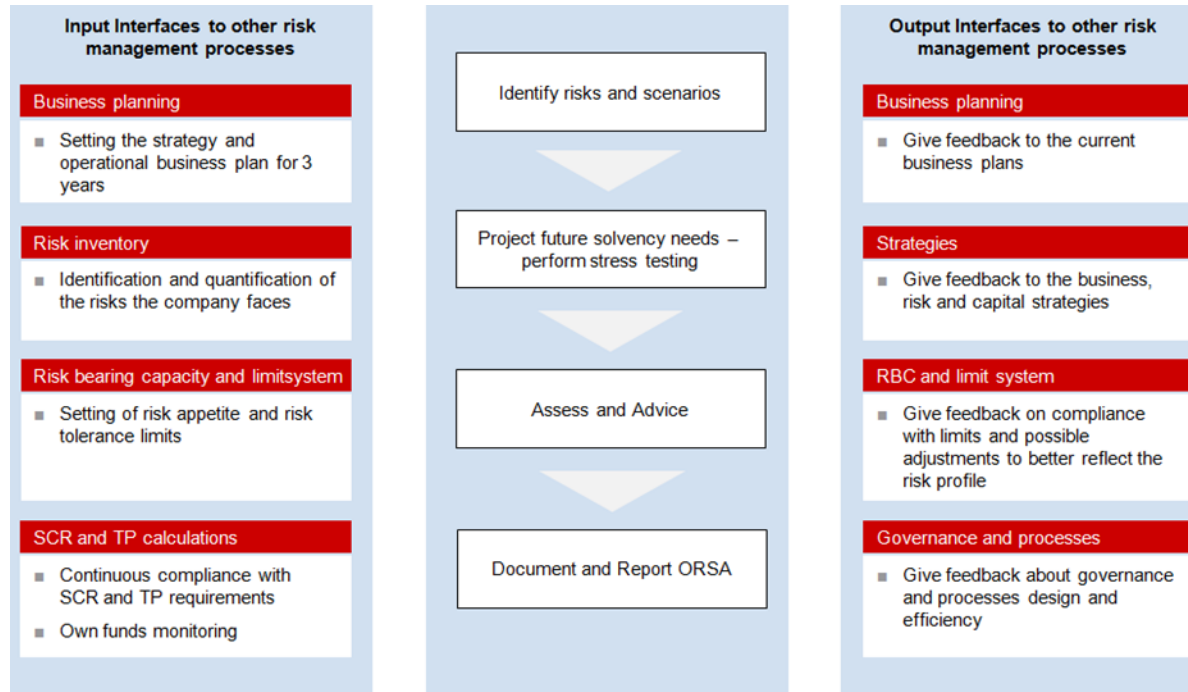 Input Interfaces to other risk
management processes
Business planning
■ Setting the strategy and
operational business plan for 3
years
Risk inventory
■ Identification and quantification of
the risks the company faces
Risk bearing capacity and limitsystem
■ Setting of risk appetite and risk
tolerance limits
SCR and TP calculations
■ Continuous compliance with
SCR and TP requirements
■ Own funds monitoring
Identify risks and scenarios
Project future solvency needs –
perform stress testing
Assess and Advice
Document and Report ORSA
Output Interfaces to other risk
management processes
Business planning
■ Give feedback to the current
business plans
Strategies
■ Give feedback to the business,
risk and capital strategies
RBC and limit system
■ Give feedback on compliance
with limits and possible
adjustments to better reflect the
risk profile
Governance and processes
■ Give feedback about governance
and processes design and
efficiency